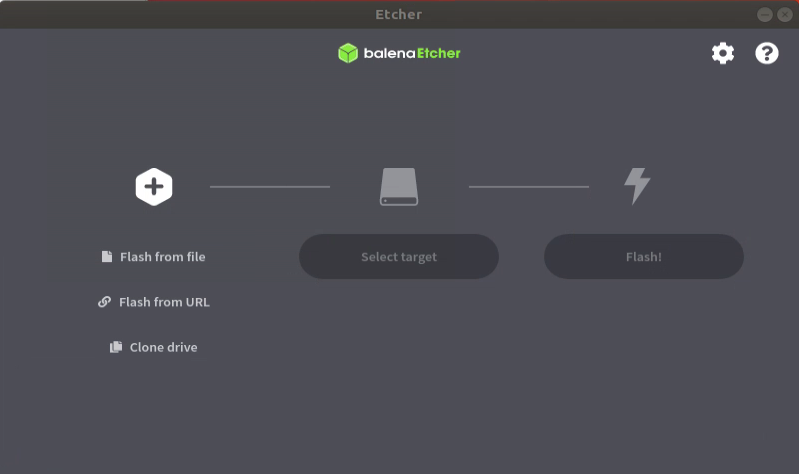 Etcher
balenaEtcher
Flash from file
Select target
Flash!
Flash from URL
Clone drive